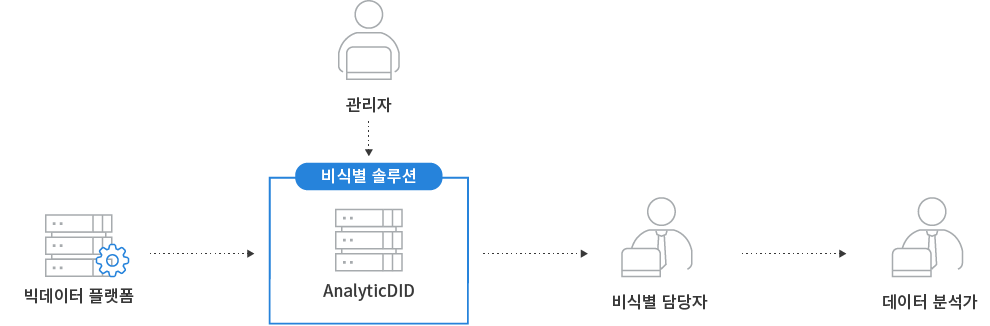 관리자
비식별 솔루션
AnalyticDID
빅데이터 플랫폼
비식별 담당자
데이터 분석가